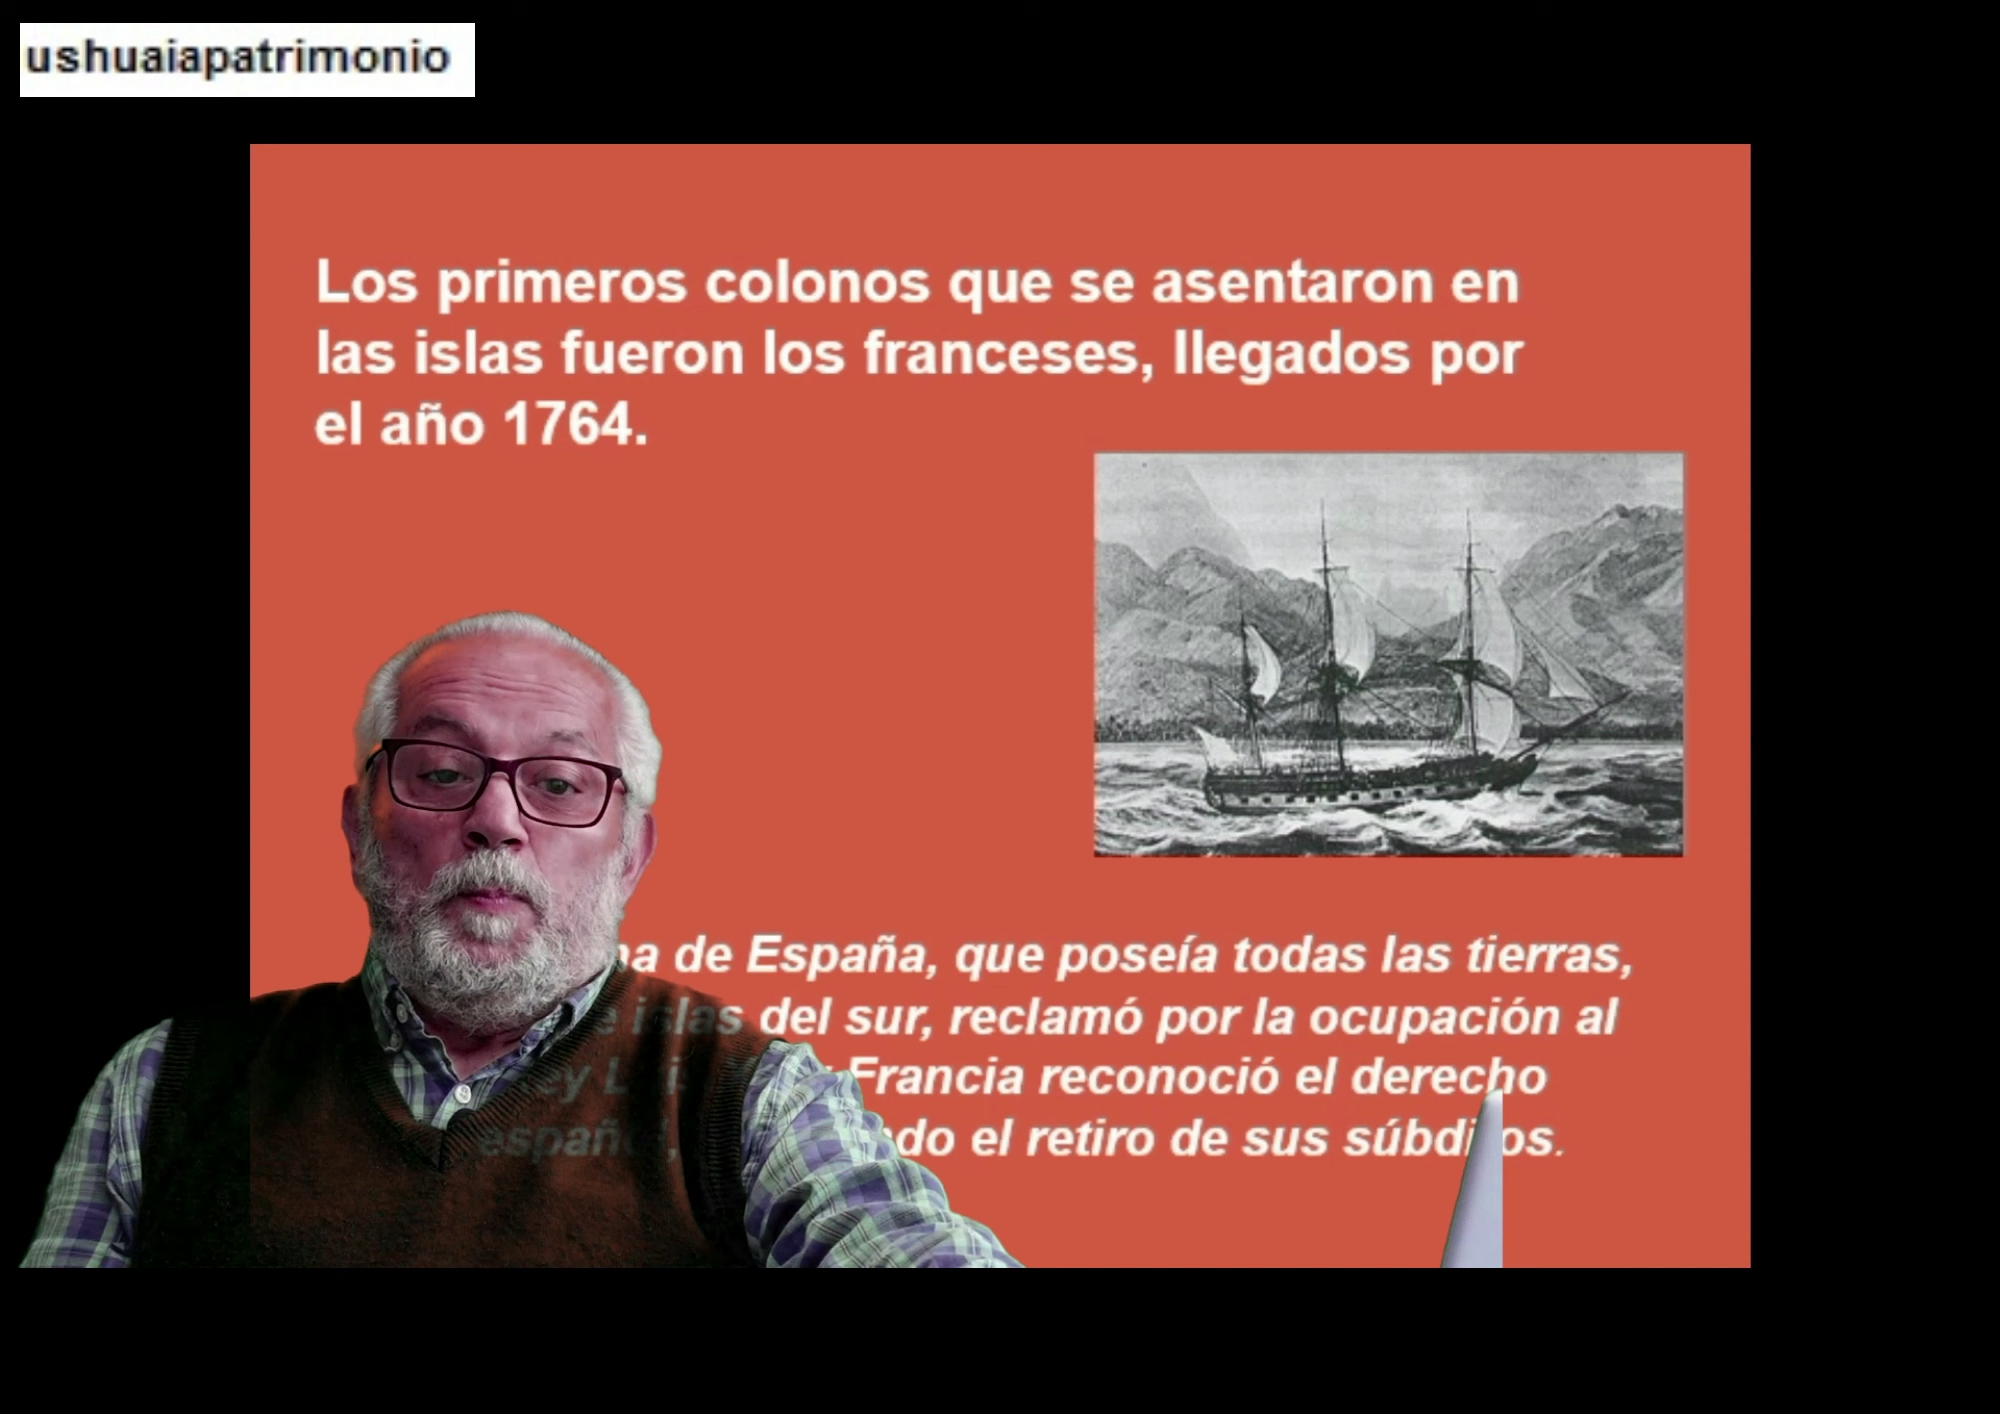 ushuaiapatrimonio
Los primeros colonos que se asentaron en
las islas fueron los franceses, llegados por
el año 1764.
de España, que poseía todas las tierras,
islas del sur, reclamó por la ocupación al
Francia reconoció el derecho
el retiro de sus